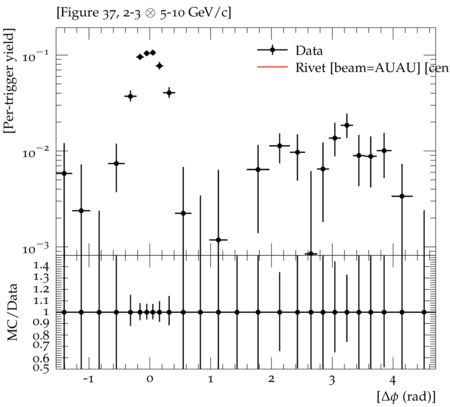 [Figure 37, 2-3 ⊗ 5-10 GeV/c]
[Per-trigger yield]
10⁻¹
10⁻²
10⁻³
Data
Rivet [beam=AUAU] [cen
MC/Data
1.4
1.3
1.2
1.1
1
0.9
0.8
0.7
0.6
0.5
-1 0 1 2 3 4
[Δϕ (rad)]